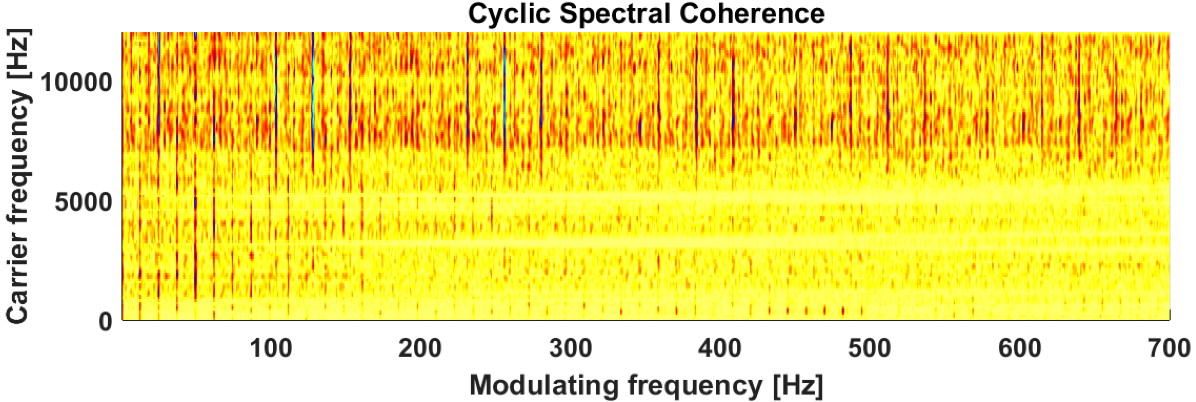 Cyclic Spectral Coherence
Carrier frequency [Hz]
10000
5000
0
100 200 300 400 500 600 700
Modulating frequency [Hz]